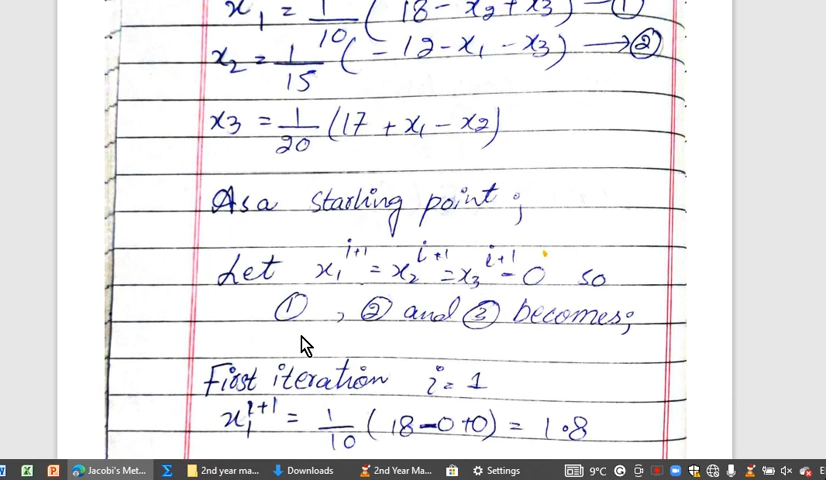 x₁ = 1/10 ( 18 - x₂ + x₃ ) → ①
x₂ = 1/15 ( - 12 - x₁ - x₃ ) → ②
x₃ = 1/20 ( 17 + x₁ - x₂ )
As a starling point ;
Let x₁^(i+1) = x₂^(i+1) = x₃^(i+1) - 0 so
① , ② and ③ becomes;
First iteration i = 1
x₁^(i+1) = 1/10 ( 18 - 0 + 0 ) = 1.8
Jacobi's Met... 2nd year ma... Downloads 2nd Year Ma... Settings 9°C